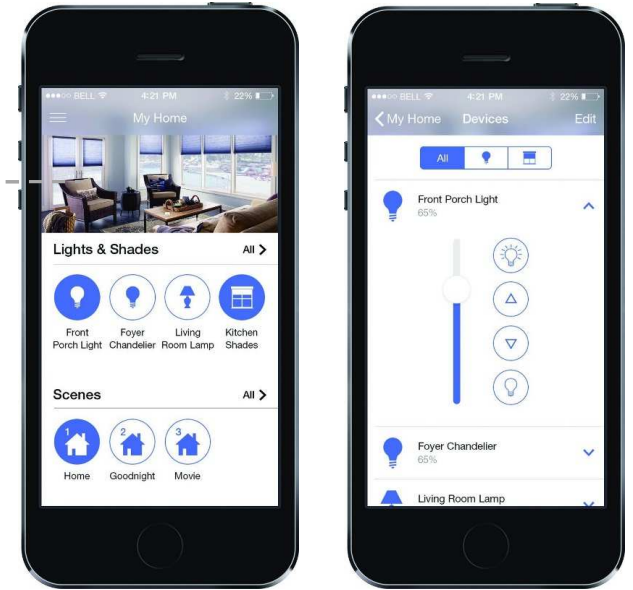 BELL 4:21 PM 22%
My Home
Lights & Shades All
Front Porch Light
Foyer Chandelier
Living Room Lamp
Kitchen Shades
Scenes All
1
2
3
Home
Goodnight
Movie
BELL 4:21 PM 22%
My Home Devices Edit
All
Front Porch Light
65%
Foyer Chandelier
65%
Living Room Lamp